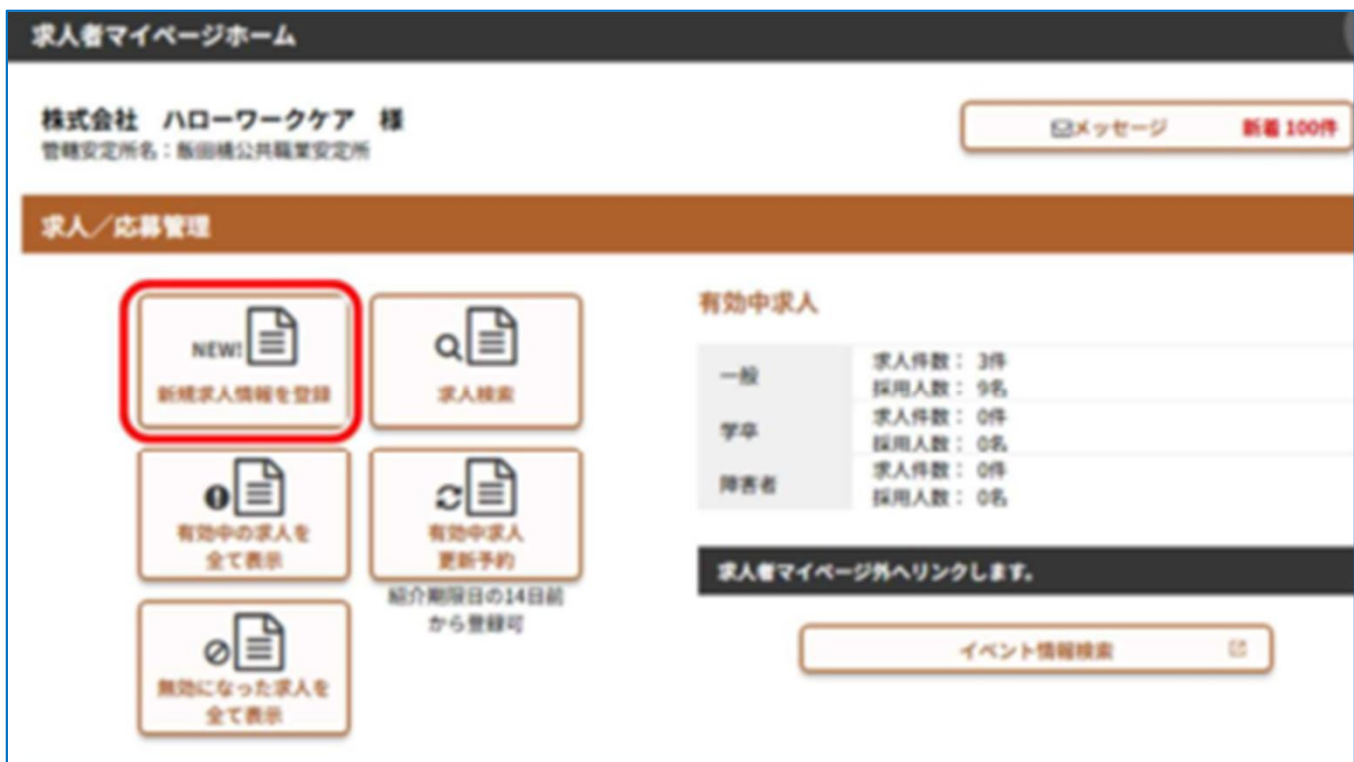 求人者マイページホーム
株式会社 ハローワークケア 様
管轄安定所名：飯田橋公共職業安定所
メッセージ 新着 100件
求人／応募管理
NEW!
新規求人情報を登録
求人検索
有効中の求人を
全て表示
有効中求人
更新予約
紹介期限日の14日前
から登録可
無効になった求人を
全て表示
有効中求人
一般
求人件数： 3件
採用人数： 9名
学卒
求人件数： 0件
採用人数： 0名
障害者
求人件数： 0件
採用人数： 0名
求人者マイページ外へリンクします。
イベント情報検索